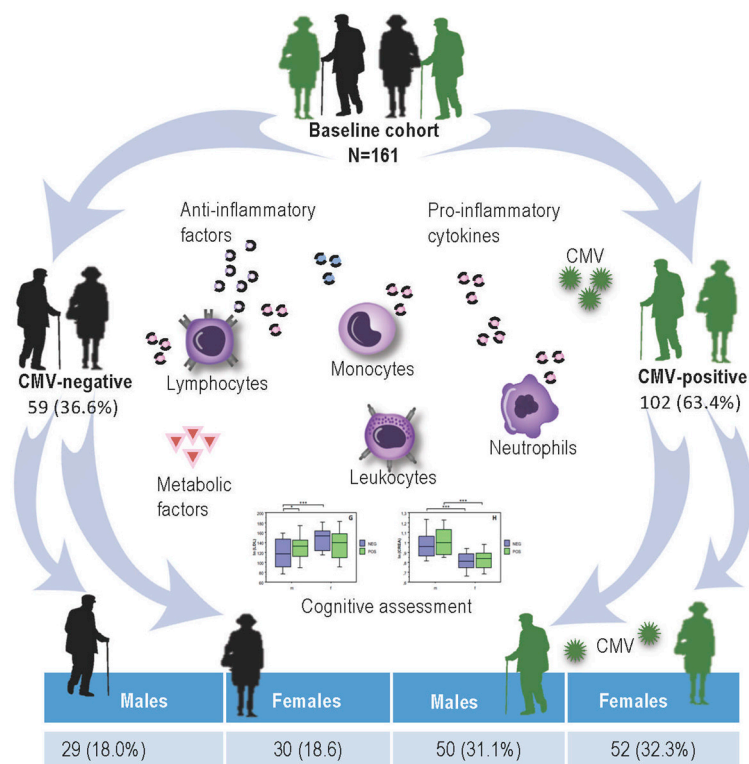 Baseline cohort
N=161
Anti-inflammatory
factors
Pro-inflammatory
cytokines
CMV
CMV-negative
59 (36.6%)
Lymphocytes
Monocytes
CMV-positive
102 (63.4%)
Neutrophils
Leukocytes
Metabolic
factors
*
***
G
NEG
POS
***
***
H
NEG
POS
Cognitive assessment
CMV
Males
Females
Males
Females
29 (18.0%)
30 (18.6)
50 (31.1%)
52 (32.3%)